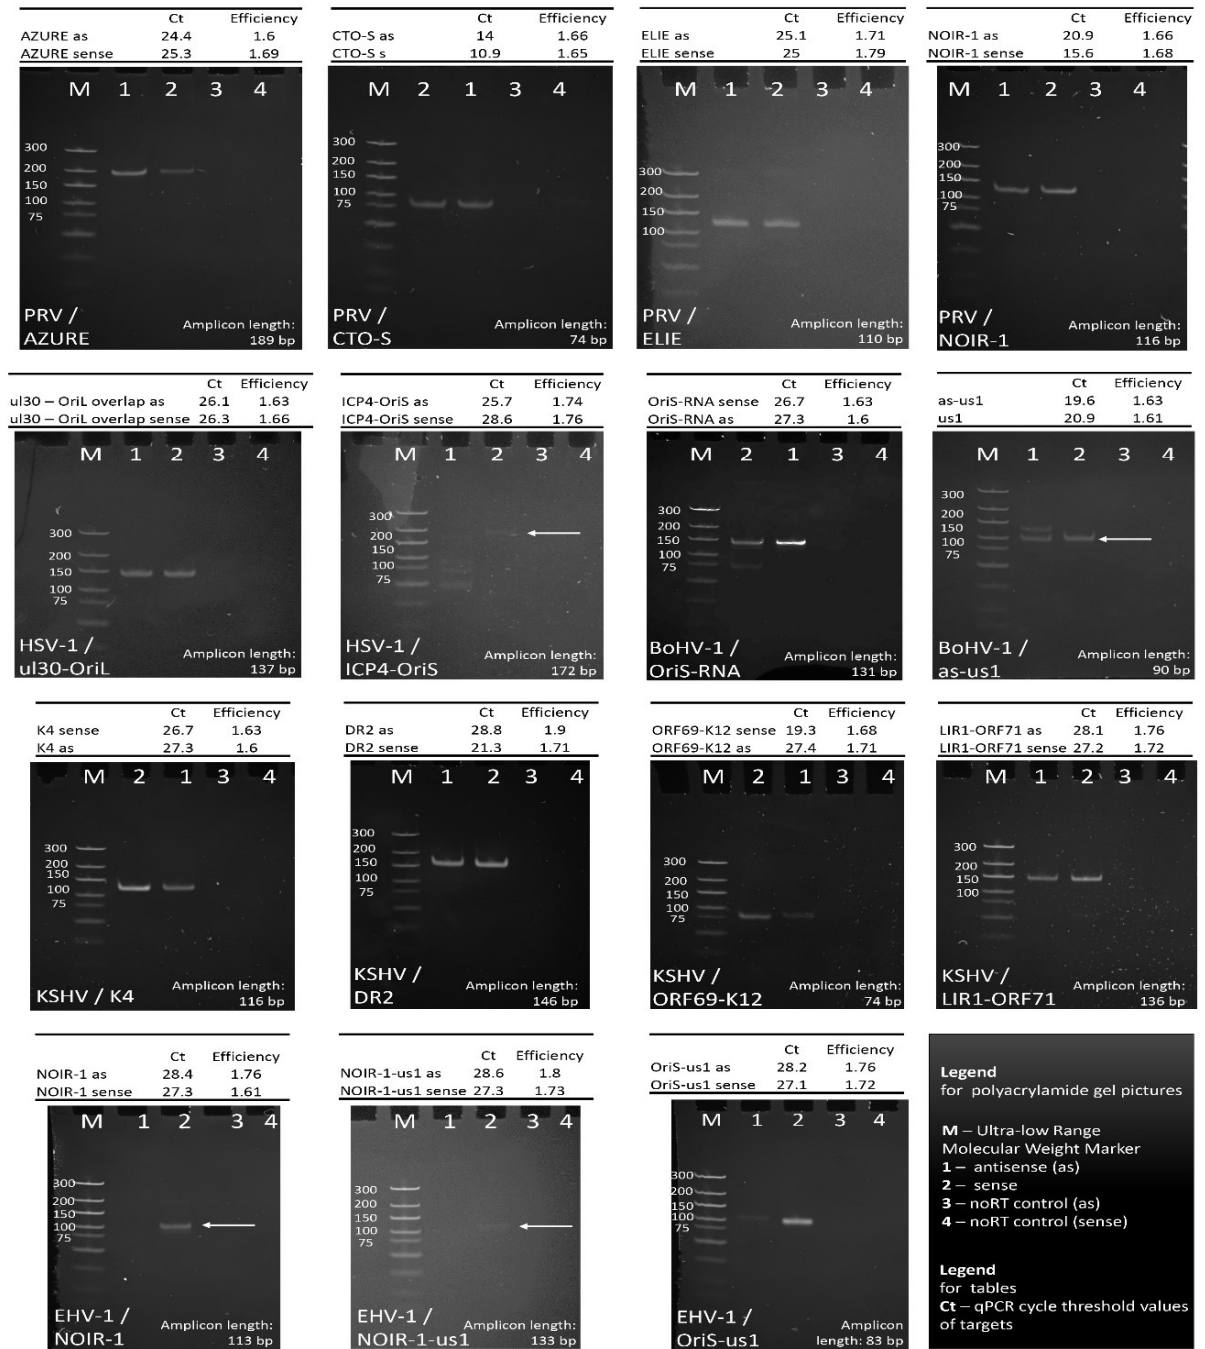 Ct Efficiency
AZURE as 24.4 1.6
AZURE sense 25.3 1.69
M 1 2 3 4
300
200
150
100
75
PRV /
AZURE
Amplicon length:
189 bp
Ct Efficiency
CTO-S as 14 1.66
CTO-S s 10.9 1.65
M 2 1 3 4
300
200
150
100
75
PRV /
CTO-S
Amplicon length:
74 bp
Ct Efficiency
ELIE as 25.1 1.71
ELIE sense 25 1.79
M 1 2 3 4
300
200
150
100
PRV /
ELIE
Amplicon length:
110 bp
Ct Efficiency
NOIR-1 as 20.9 1.66
NOIR-1 sense 15.6 1.68
M 1 2 3 4
300
200
150
100
75
PRV /
NOIR-1
Amplicon length:
116 bp
Ct Efficiency
ul30 – OriL overlap as 26.1 1.63
ul30 – OriL overlap sense 26.3 1.66
M 1 2 3 4
300
200
150
100
75
HSV-1 /
ul30-OriL
Amplicon length:
137 bp
Ct Efficiency
ICP4-OriS as 25.7 1.74
ICP4-OriS sense 28.6 1.76
M 1 2 3 4
300
200
150
100
75
HSV-1 /
ICP4-OriS
Amplicon length:
172 bp
Ct Efficiency
OriS-RNA sense 26.7 1.63
OriS-RNA as 27.3 1.6
M 2 1 3 4
300
200
150
100
75
BoHV-1 /
OriS-RNA
Amplicon length:
131 bp
Ct Efficiency
as-us1 19.6 1.63
us1 20.9 1.61
M 1 2 3 4
300
200
150
100
75
BoHV-1 /
as-us1
Amplicon length:
90 bp
Ct Efficiency
K4 sense 26.7 1.63
K4 as 27.3 1.6
M 2 1 3 4
300
200
150
100
75
KSHV / K4
Amplicon length:
116 bp
Ct Efficiency
DR2 as 28.8 1.9
DR2 sense 21.3 1.71
M 1 2 3 4
300
200
150
100
75
KSHV /
DR2
Amplicon length:
146 bp
Ct Efficiency
ORF69-K12 sense 19.3 1.68
ORF69-K12 as 27.4 1.71
M 2 1 3 4
300
200
150
100
75
KSHV /
ORF69-K12
Amplicon length:
74 bp
Ct Efficiency
LIR1-ORF71 as 28.1 1.76
LIR1-ORF71 sense 27.2 1.72
M 1 2 3 4
300
200
150
100
KSHV /
LIR1-ORF71
Amplicon length:
136 bp
Ct Efficiency
NOIR-1 as 28.4 1.76
NOIR-1 sense 27.3 1.61
M 1 2 3 4
300
200
150
100
75
EHV-1 /
NOIR-1
Amplicon length:
113 bp
Ct Efficiency
NOIR-1-us1 as 28.6 1.8
NOIR-1-us1 sense 27.3 1.73
M 1 2 3 4
300
200
150
100
75
EHV-1 /
NOIR-1-us1
Amplicon length:
133 bp
Ct Efficiency
OriS-us1 as 28.2 1.76
OriS-us1 sense 27.1 1.72
M 1 2 3 4
300
200
150
100
75
EHV-1 /
OriS-us1
Amplicon
length: 83 bp
Legend
for polyacrylamide gel pictures
M – Ultra-low Range
Molecular Weight Marker
1 – antisense (as)
2 – sense
3 – noRT control (as)
4 – noRT control (sense)
Legend
for tables
Ct – qPCR cycle threshold values
of targets